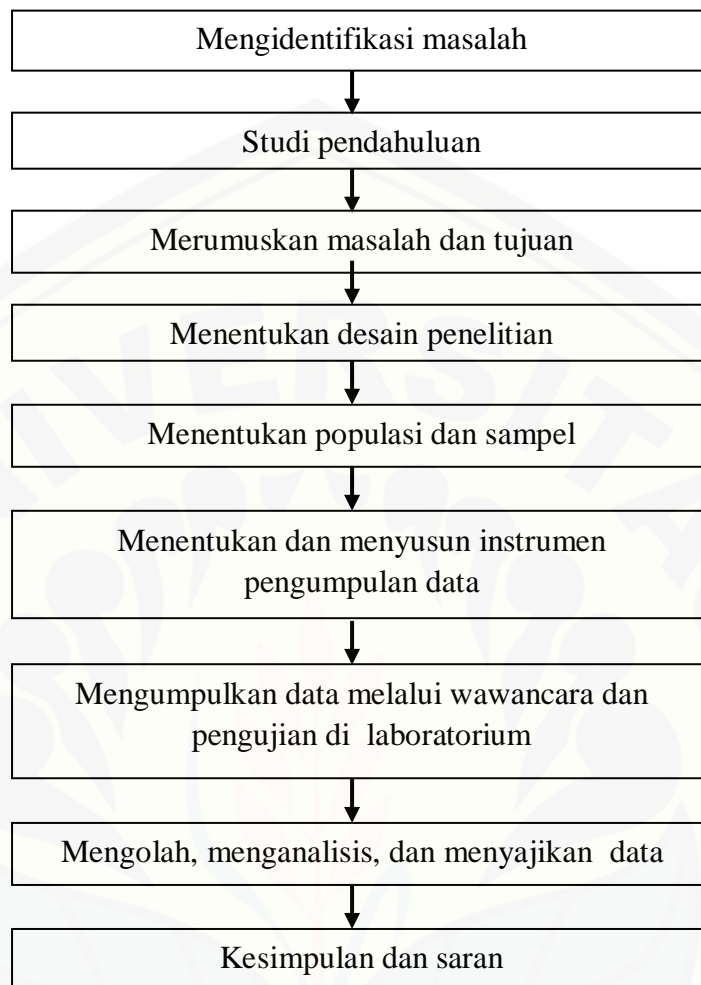 Mengidentifikasi masalah
Studi pendahuluan
Merumuskan masalah dan tujuan
Menentukan desain penelitian
UNIVERSITA
Menentukan populasi dan sampel
Menentukan dan menyusun instrumen
pengumpulan data
Mengumpulkan data melalui wawancara dan
pengujian di laboratorium
Mengolah, menganalisis, dan menyajikan data
Kesimpulan dan saran